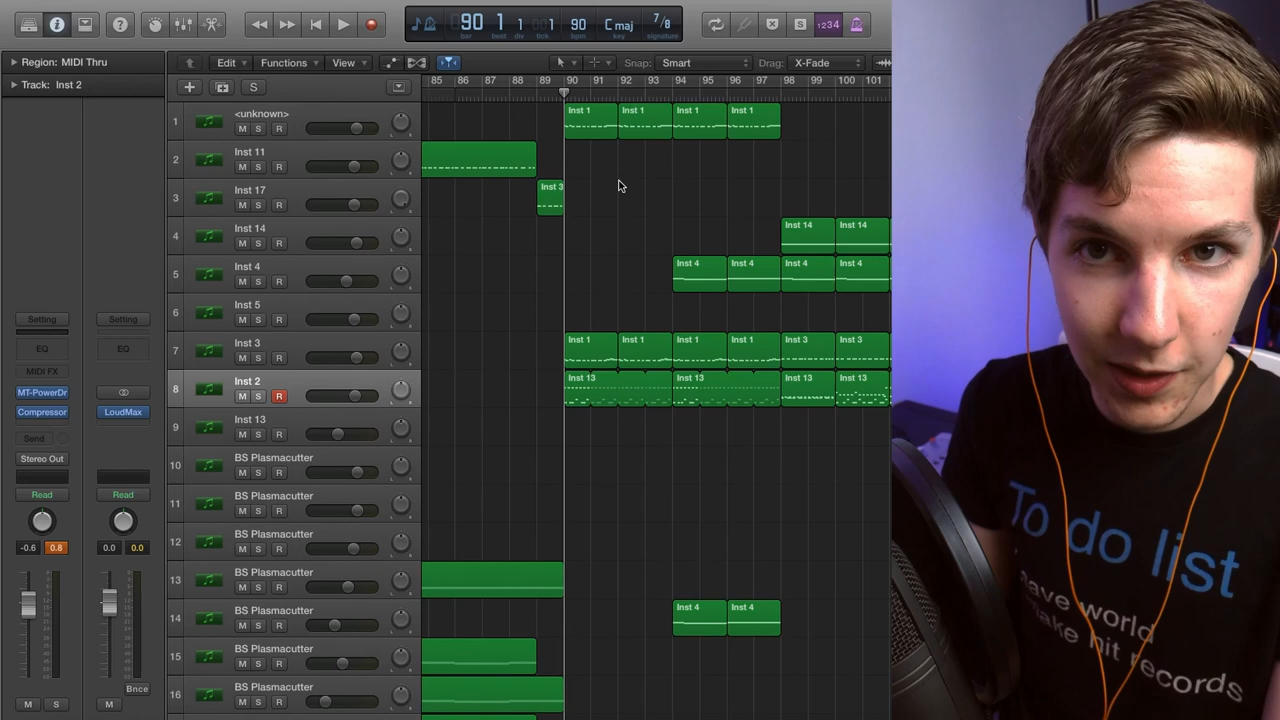 90 1 1 1 90 C maj 7/8
bar beat div tick bpm key signature
1234
Region: MIDI Thru
Edit Functions View Snap: Smart Drag: X-Fade
Track: Inst 2
85 86 87 88 89 90 91 92 93 94 95 96 97 98 99 100 101
S
1 <unknown> M S R
Inst 1 Inst 1 Inst 1 Inst 1
2 Inst 11 M S R
3 Inst 17 M S R
Inst 3
4 Inst 14 M S R
Inst 14 Inst 14
5 Inst 4 M S R
Inst 4 Inst 4 Inst 4 Inst 4
6 Inst 5 M S R
7 Inst 3 M S R
Inst 1 Inst 1 Inst 1 Inst 1 Inst 3 Inst 3
8 Inst 2 M S R
Inst 13 Inst 13 Inst 13 Inst 13
9 Inst 13 M S R
10 BS Plasmacutter M S R
11 BS Plasmacutter M S R
12 BS Plasmacutter M S R
13 BS Plasmacutter M S R
14 BS Plasmacutter M S R
Inst 4 Inst 4
15 BS Plasmacutter M S R
16 BS Plasmacutter M S R
Setting Setting
EQ EQ
MIDI FX
MT-PowerDr
Compressor LoudMax
Send
Stereo Out
Read Read
-0.6 0.8 0.0 0.0
Bnce
M S M
To do list
have world
make hit records